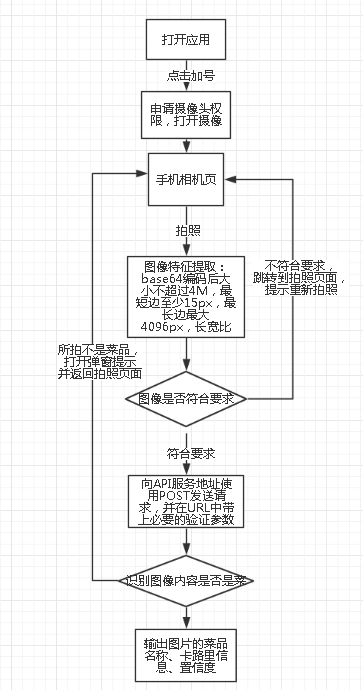 打开应用
点击加号
申请摄像头权
限，打开摄像
手机相机页
拍照
不符合要求，
跳转到拍照页面，
提示重新拍照
图像特征提取：
base64编码后大
小不超过4M，最
短边至少15px，最
长边最大
4096px，长宽比
所拍不是菜品，
打开弹窗提示
并返回拍照页面
图像是否符合要求
符合要求
向API服务地址使
用POST发送请
求，并在URL中带
上必要的验证参数
识别图像内容是否是菜
输出图片的菜品
名称、卡路里信
息、置信度